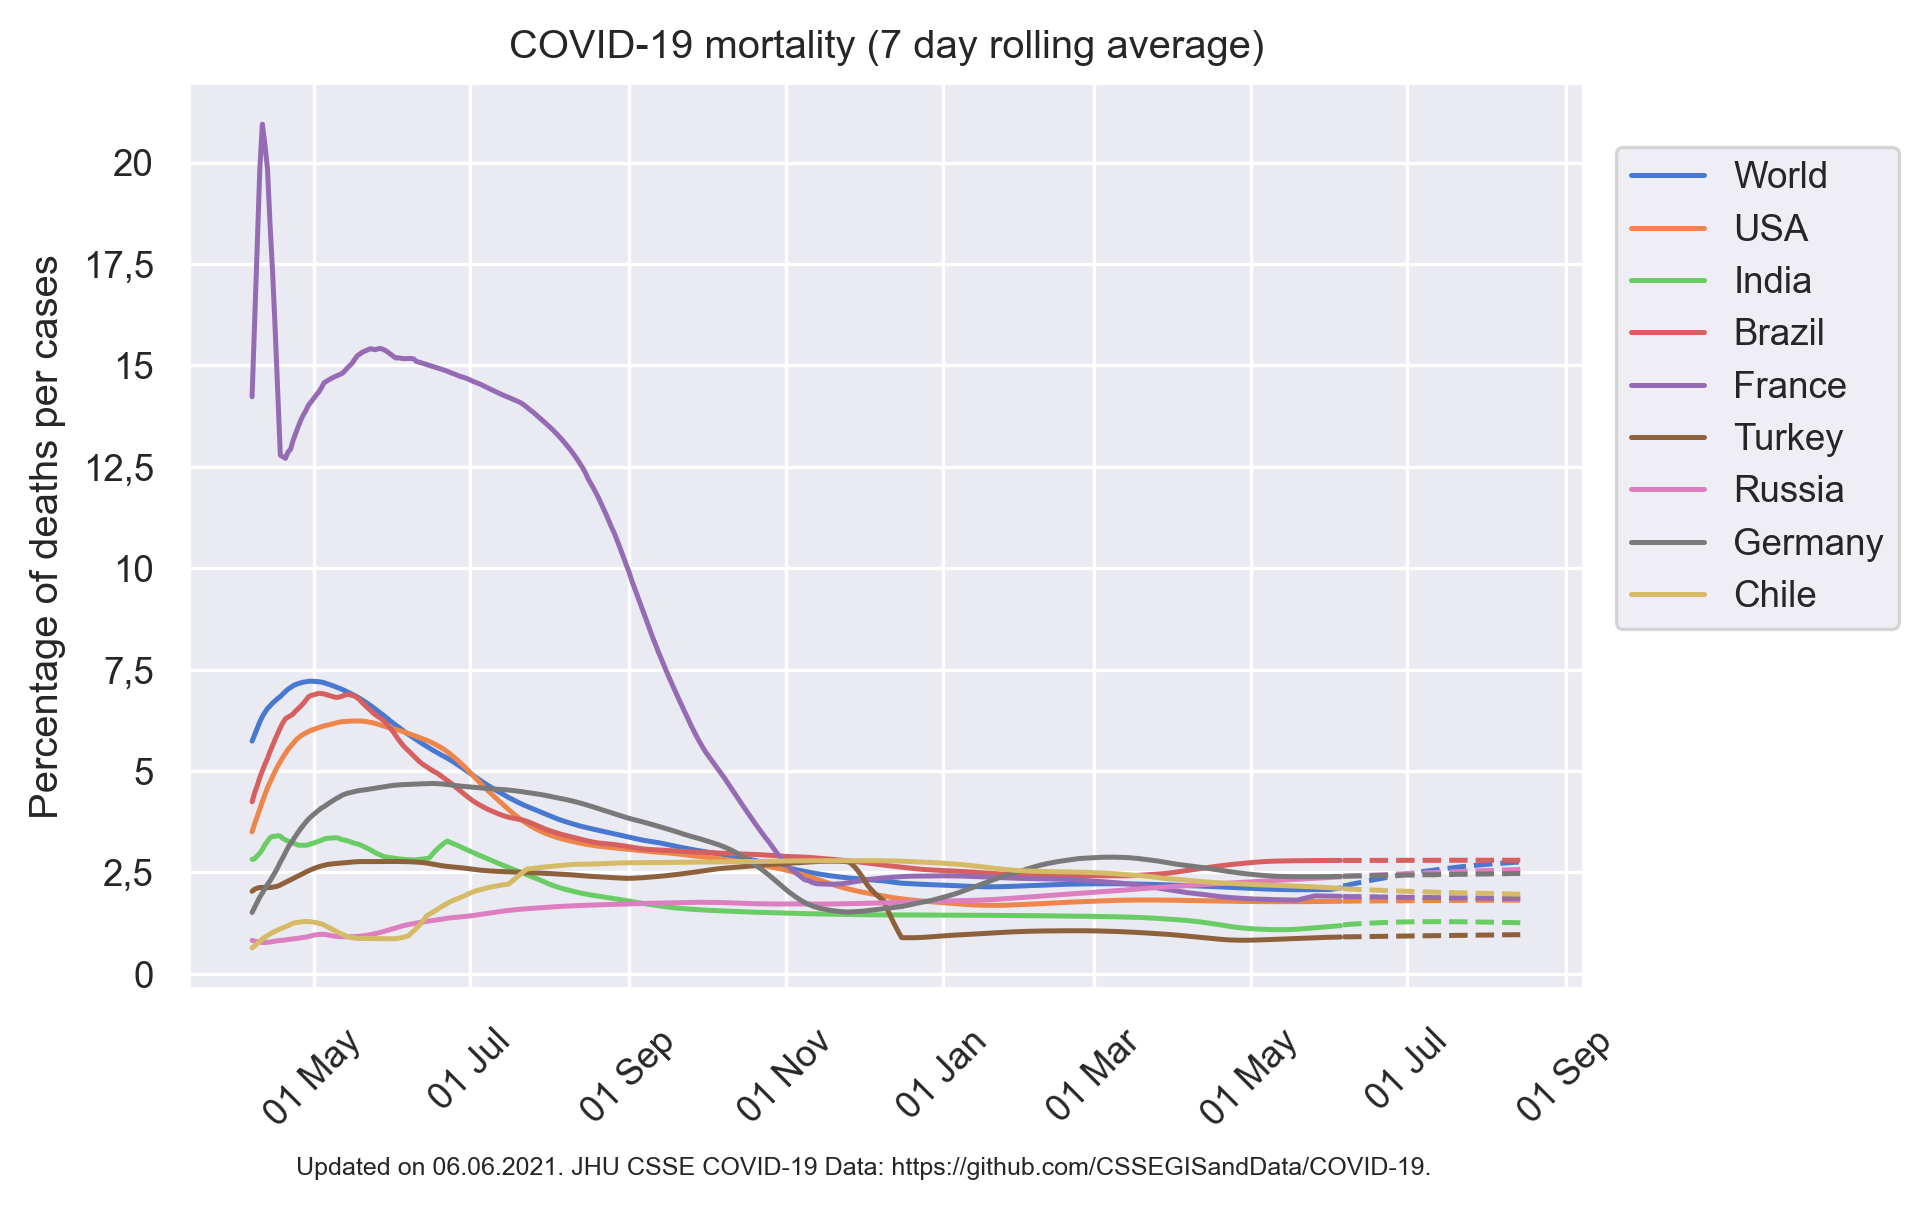 COVID-19 mortality (7 day rolling average)
Percentage of deaths per cases
20
17,5
15
12,5
10
7,5
5
2,5
0
01 May
01 Jul
01 Sep
01 Nov
01 Jan
01 Mar
01 May
01 Jul
01 Sep
World
USA
India
Brazil
France
Turkey
Russia
Germany
Chile
Updated on 06.06.2021. JHU CSSE COVID-19 Data: https://github.com/CSSEGISandData/COVID-19.